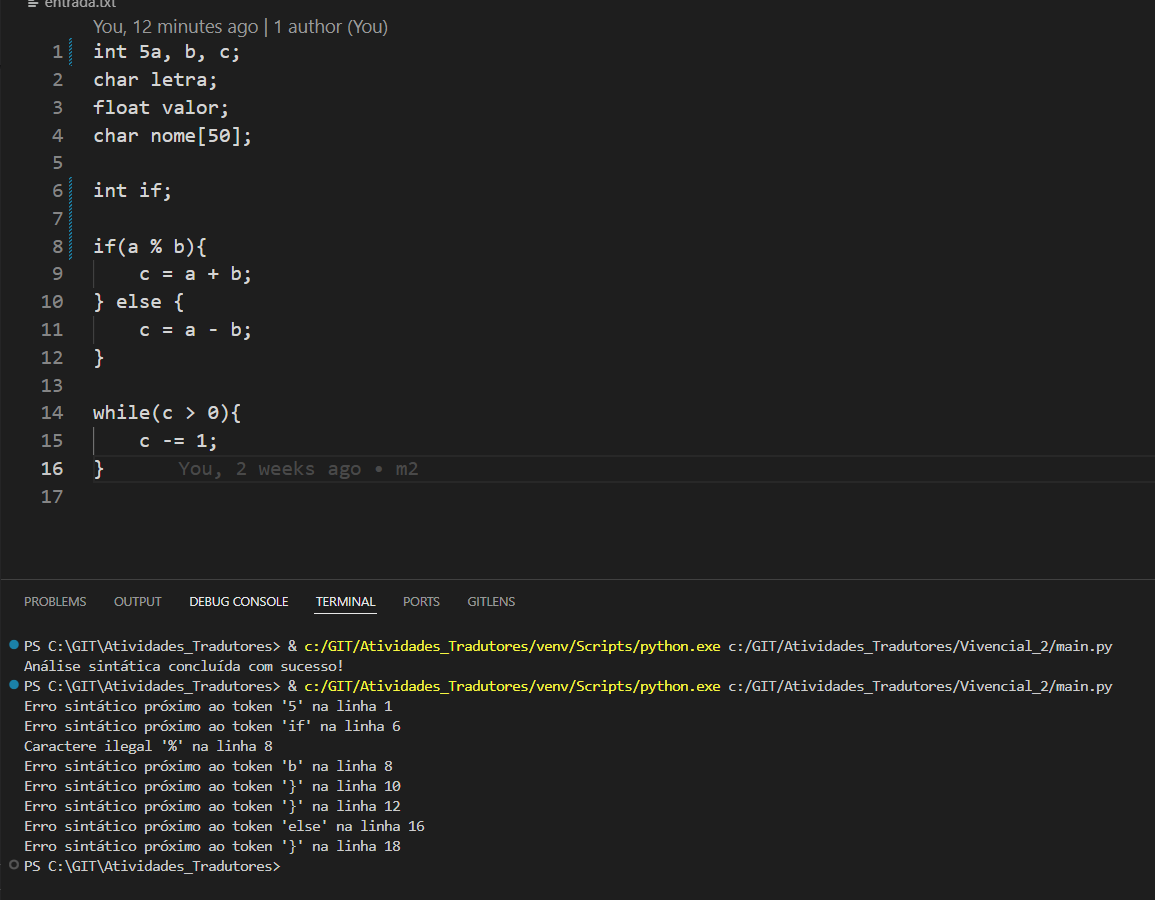 entrada.txt
You, 12 minutes ago | 1 author (You)
1 int 5a, b, c;
2 char letra;
3 float valor;
4 char nome[50];
5
6 int if;
7
8 if(a % b){
9     c = a + b;
10 } else {
11     c = a - b;
12 }
13
14 while(c > 0){
15     c -= 1;
16 } You, 2 weeks ago • m2
17
PROBLEMS OUTPUT DEBUG CONSOLE TERMINAL PORTS GITLENS
PS C:\GIT\Atividades_Tradutores> & c:/GIT/Atividades_Tradutores/venv/Scripts/python.exe c:/GIT/Atividades_Tradutores/Vivencial_2/main.py
Análise sintática concluída com sucesso!
PS C:\GIT\Atividades_Tradutores> & c:/GIT/Atividades_Tradutores/venv/Scripts/python.exe c:/GIT/Atividades_Tradutores/Vivencial_2/main.py
Erro sintático próximo ao token '5' na linha 1
Erro sintático próximo ao token 'if' na linha 6
Caractere ilegal '%' na linha 8
Erro sintático próximo ao token 'b' na linha 8
Erro sintático próximo ao token '}' na linha 10
Erro sintático próximo ao token '}' na linha 12
Erro sintático próximo ao token 'else' na linha 16
Erro sintático próximo ao token '}' na linha 18
PS C:\GIT\Atividades_Tradutores>